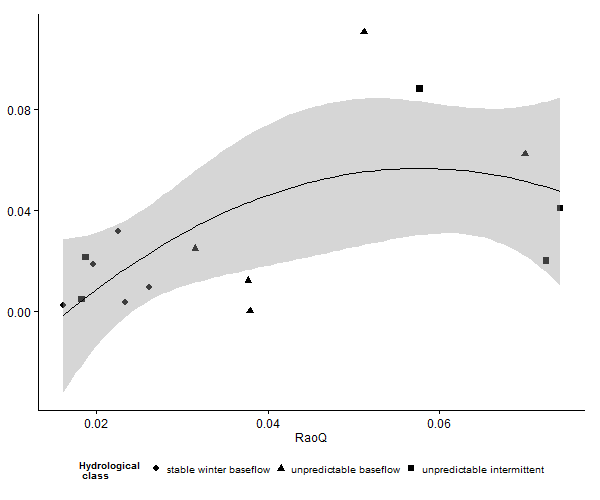 0.08
0.04
0.00
0.02 0.04 0.06
RaoQ
Hydrological
class
stable winter baseflow unpredictable baseflow unpredictable intermittent